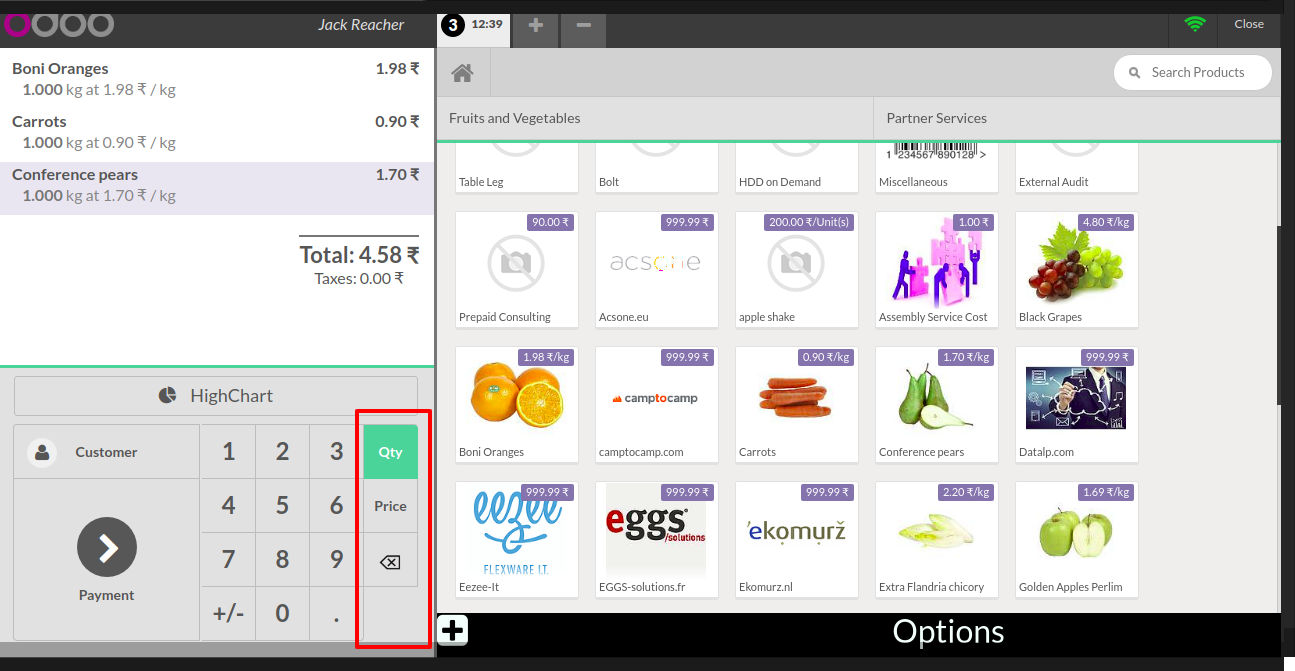 odoo
Jack Reacher
3 12:39
Close
Boni Oranges 1.98 ₹
1.000 kg at 1.98 ₹ / kg
Carrots 0.90 ₹
1.000 kg at 0.90 ₹ / kg
Conference pears 1.70 ₹
1.000 kg at 1.70 ₹ / kg
Total: 4.58 ₹
Taxes: 0.00 ₹
HighChart
Customer
Payment
1 2 3 Qty
4 5 6 Price
7 8 9
+/- 0 .
Search Products
Fruits and Vegetables Partner Services
1 234567 890128 >
Table Leg Bolt HDD on Demand Miscellaneous External Audit
90.00 ₹ 999.99 ₹ 200.00 ₹/Unit(s) 1.00 ₹ 4.80 ₹/kg
acsone
Prepaid Consulting Acsone.eu apple shake Assembly Service Cost Black Grapes
1.98 ₹/kg 999.99 ₹ 0.90 ₹/kg 1.70 ₹/kg 999.99 ₹
camptocamp
Boni Oranges camptocamp.com Carrots Conference pears Datalp.com
999.99 ₹ 999.99 ₹ 999.99 ₹ 2.20 ₹/kg 1.69 ₹/kg
ezee
FLEXWARE I.T.
eggs
/solutions
'ekomurž
Eezee-It EGGS-solutions.fr Ekomurz.nl Extra Flandria chicory Golden Apples Perlim
Options